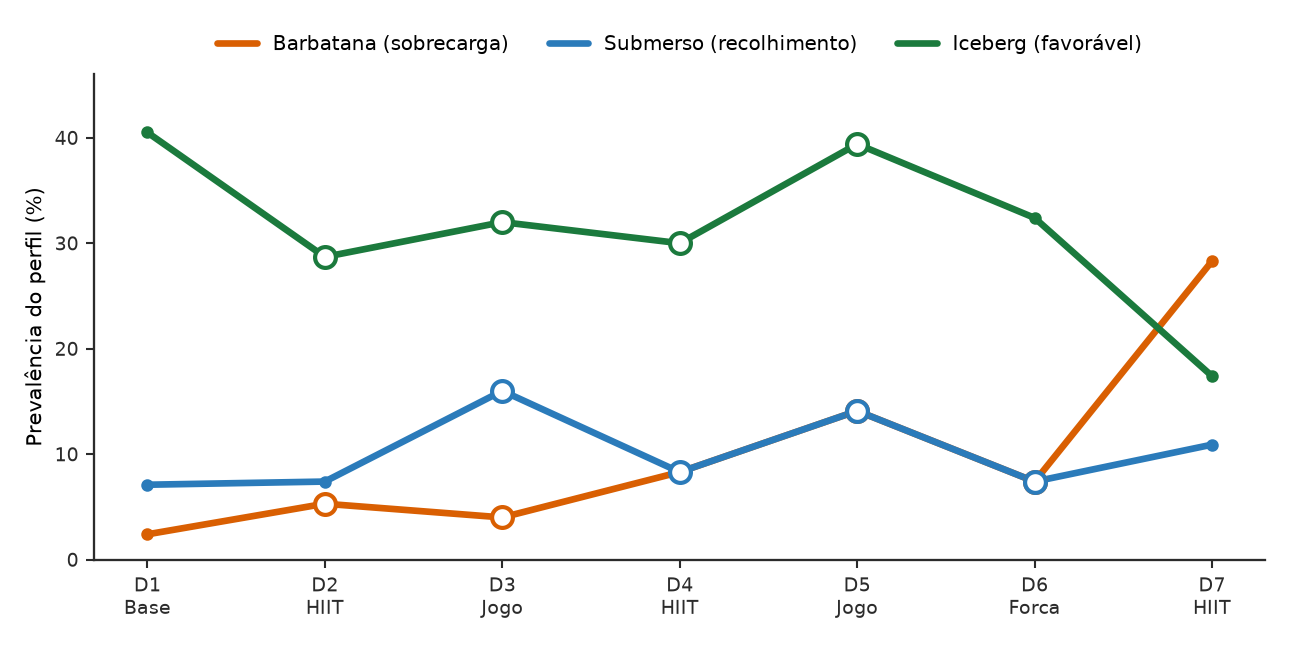 Barbatana (sobrecarga) Submerso (recolhimento) Iceberg (favorável)
Prevalência do perfil (%)
40
30
20
10
0
D1 D2 D3 D4 D5 D6 D7
Base HIIT Jogo HIIT Jogo Forca HIIT